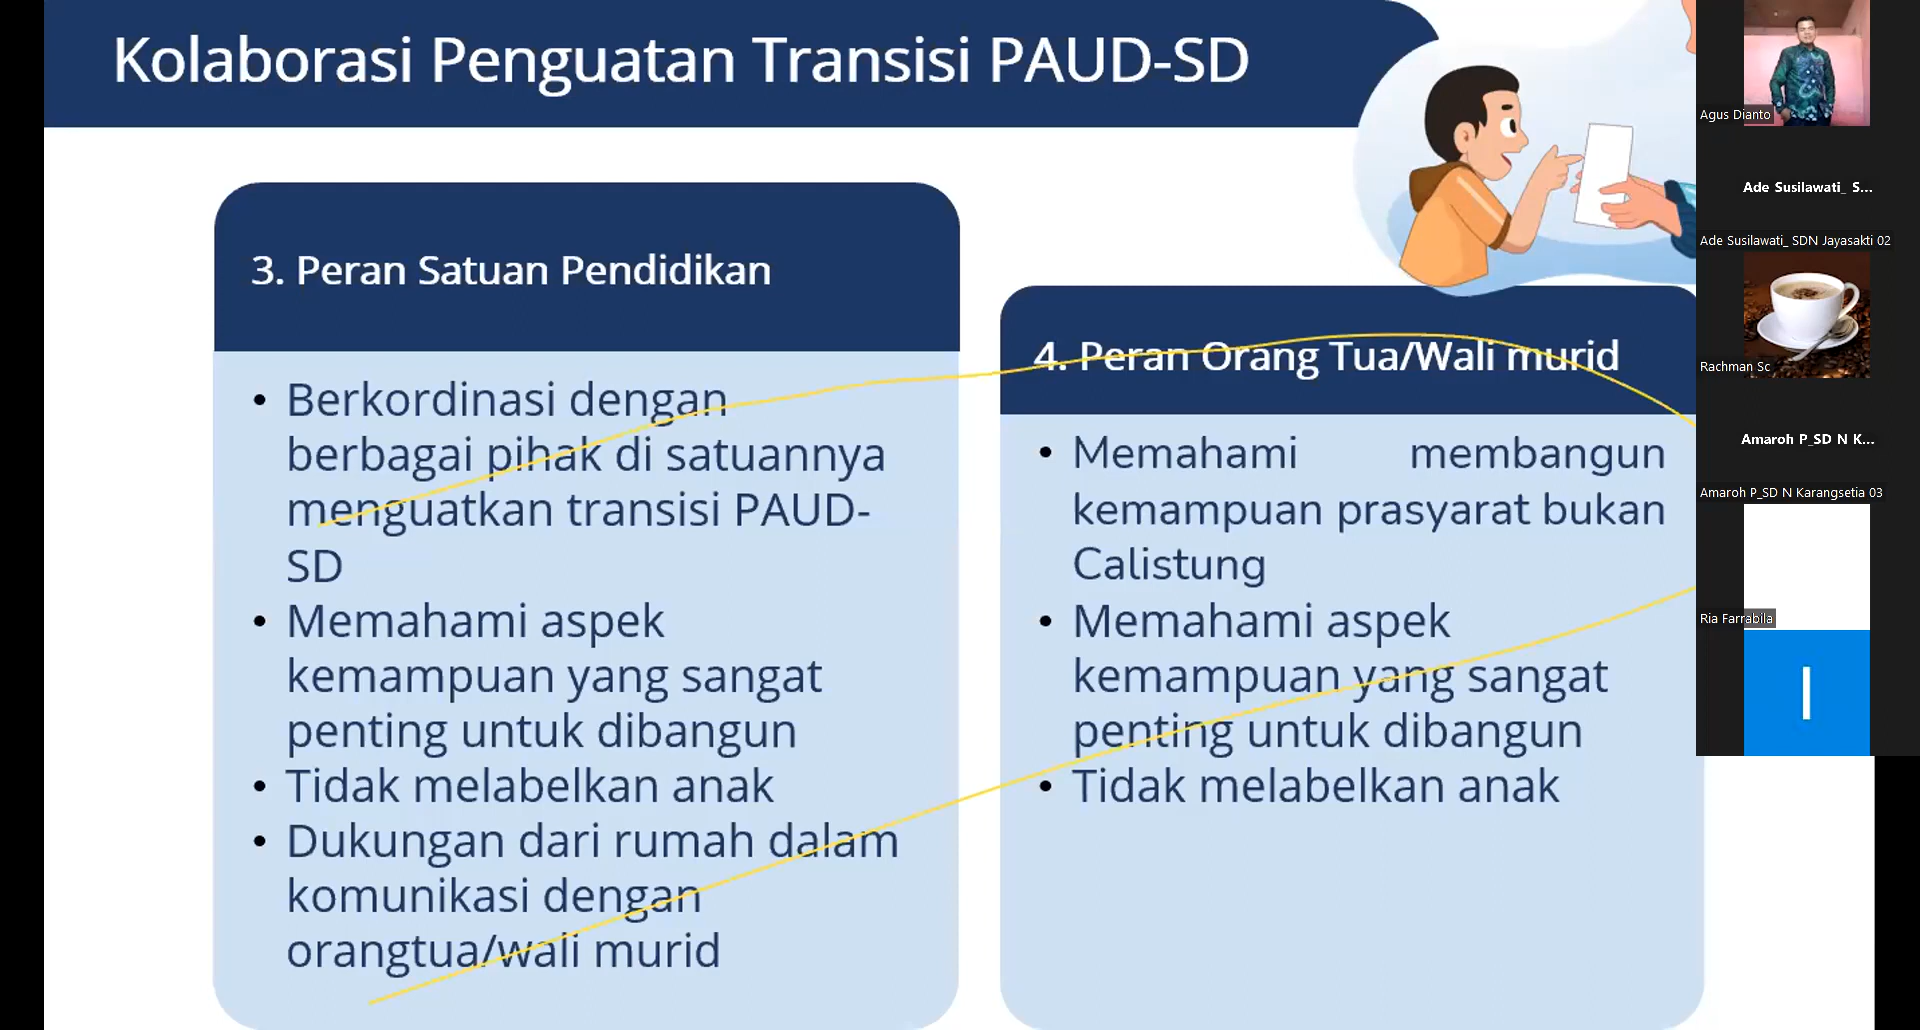 Kolaborasi Penguatan Transisi PAUD-SD
3. Peran Satuan Pendidikan
• Berkordinasi dengan
berbagai pihak di satuannya
menguatkan transisi PAUD-
SD
• Memahami aspek
kemampuan yang sangat
penting untuk dibangun
• Tidak melabelkan anak
• Dukungan dari rumah dalam
komunikasi dengan
orangtua/wali murid
4. Peran Orang Tua/Wali murid
• Memahami membangun
kemampuan prasyarat bukan
Calistung
• Memahami aspek
kemampuan yang sangat
penting untuk dibangun
• Tidak melabelkan anak
Agus Dianto
Ade Susilawati_ S...
Ade Susilawati_ SDN Jayasakti 02
Rachman Sc
Amaroh P_SD N K...
Amaroh P_SD N Karangsetia 03
Ria Farrabila
I